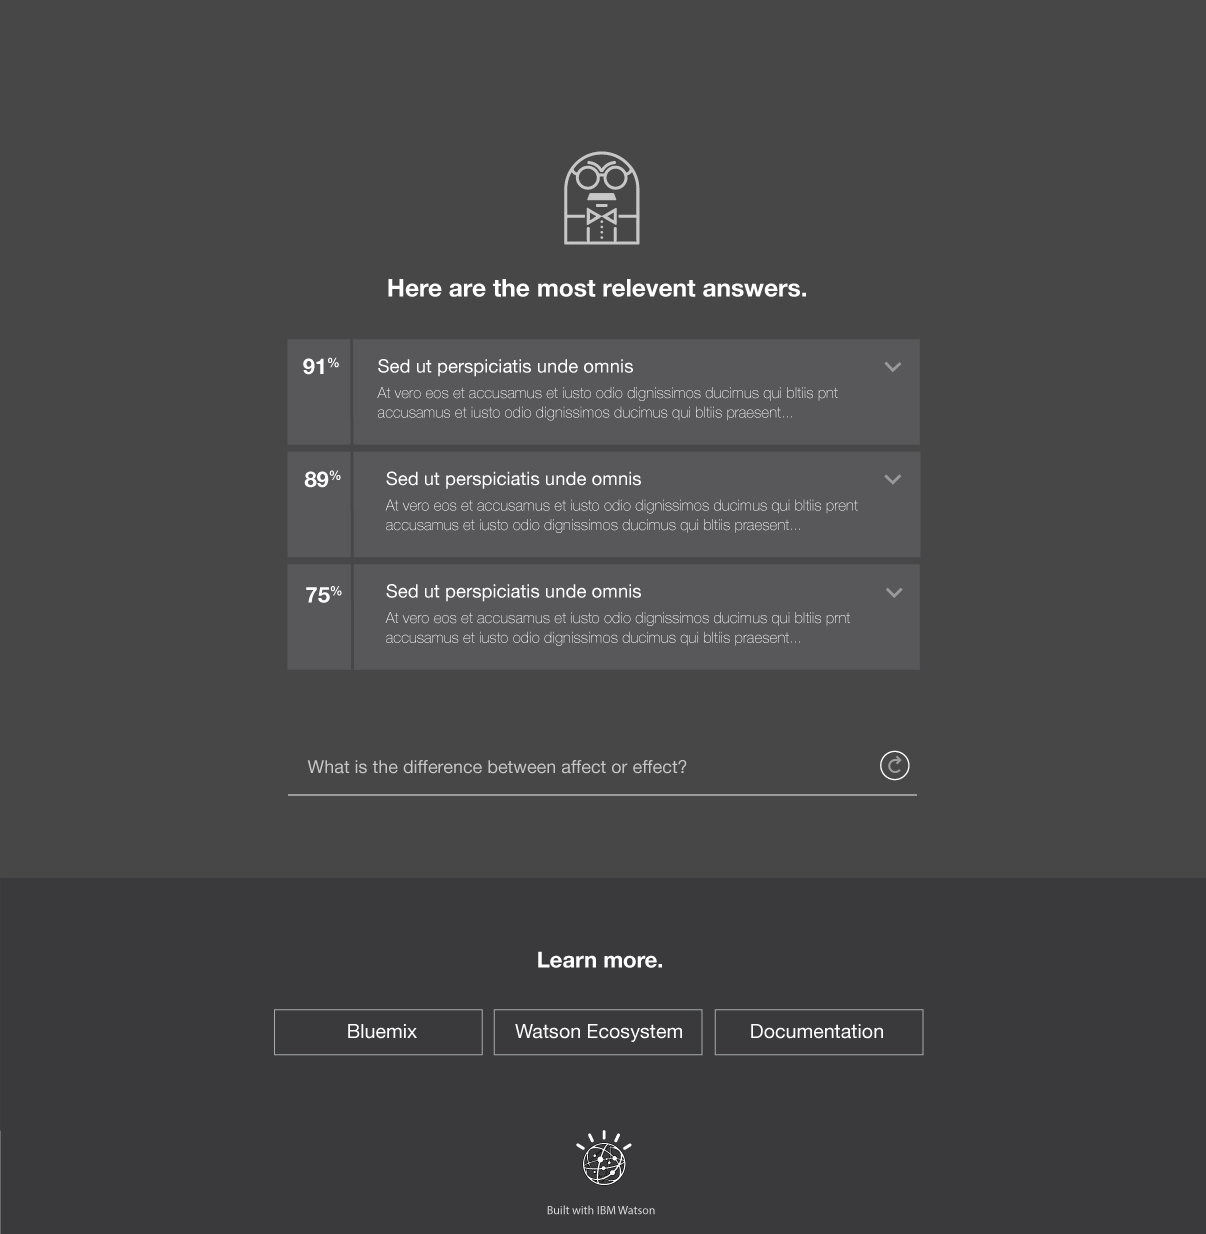 Here are the most relevent answers.
91%
Sed ut perspiciatis unde omnis
At vero eos et accusamus et iusto odio dignissimos ducimus qui bltiis pnt
accusamus et iusto odio dignissimos ducimus qui bltiis praesent...
89%
Sed ut perspiciatis unde omnis
At vero eos et accusamus et iusto odio dignissimos ducimus qui bltiis prent
accusamus et iusto odio dignissimos ducimus qui bltiis praesent...
75%
Sed ut perspiciatis unde omnis
At vero eos et accusamus et iusto odio dignissimos ducimus qui bltiis prnt
accusamus et iusto odio dignissimos ducimus qui bltiis praesent...
What is the difference between affect or effect?
Learn more.
Bluemix
Watson Ecosystem
Documentation
Built with IBM Watson